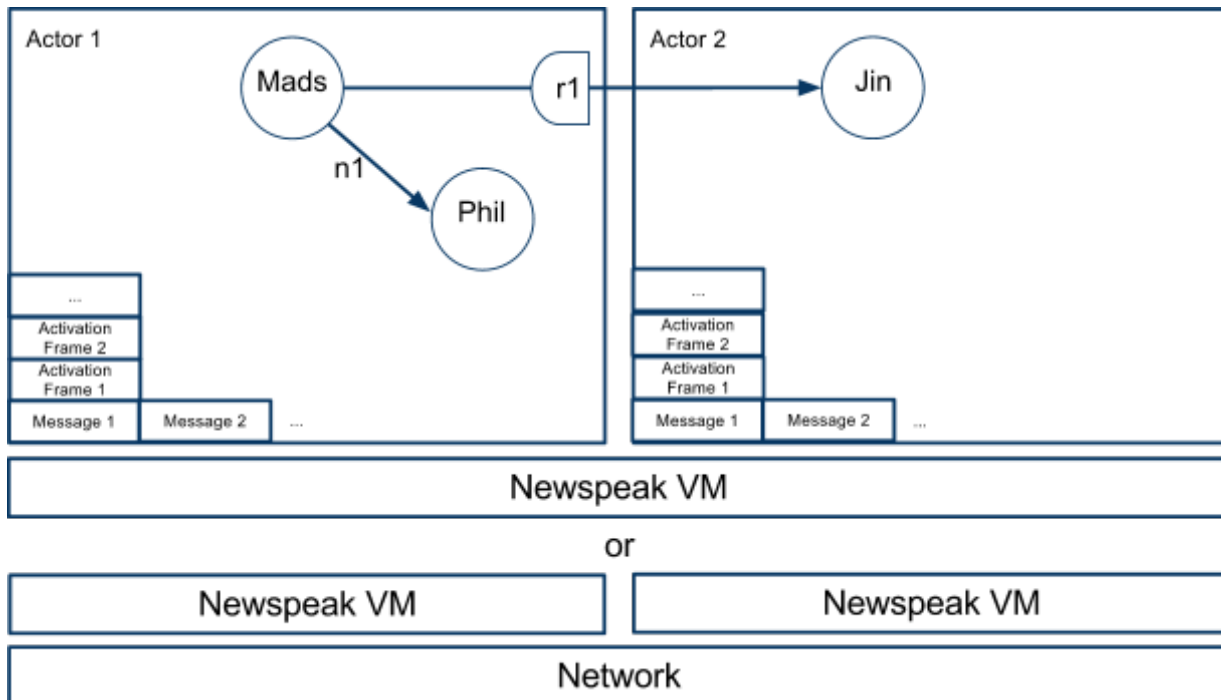 Actor 1
Mads
r1
n1
Phil
...
Activation
Frame 2
Activation
Frame 1
Message 1
Message 2
...
Actor 2
Jin
...
Activation
Frame 2
Activation
Frame 1
Message 1
Message 2
...
Newspeak VM
or
Newspeak VM
Newspeak VM
Network